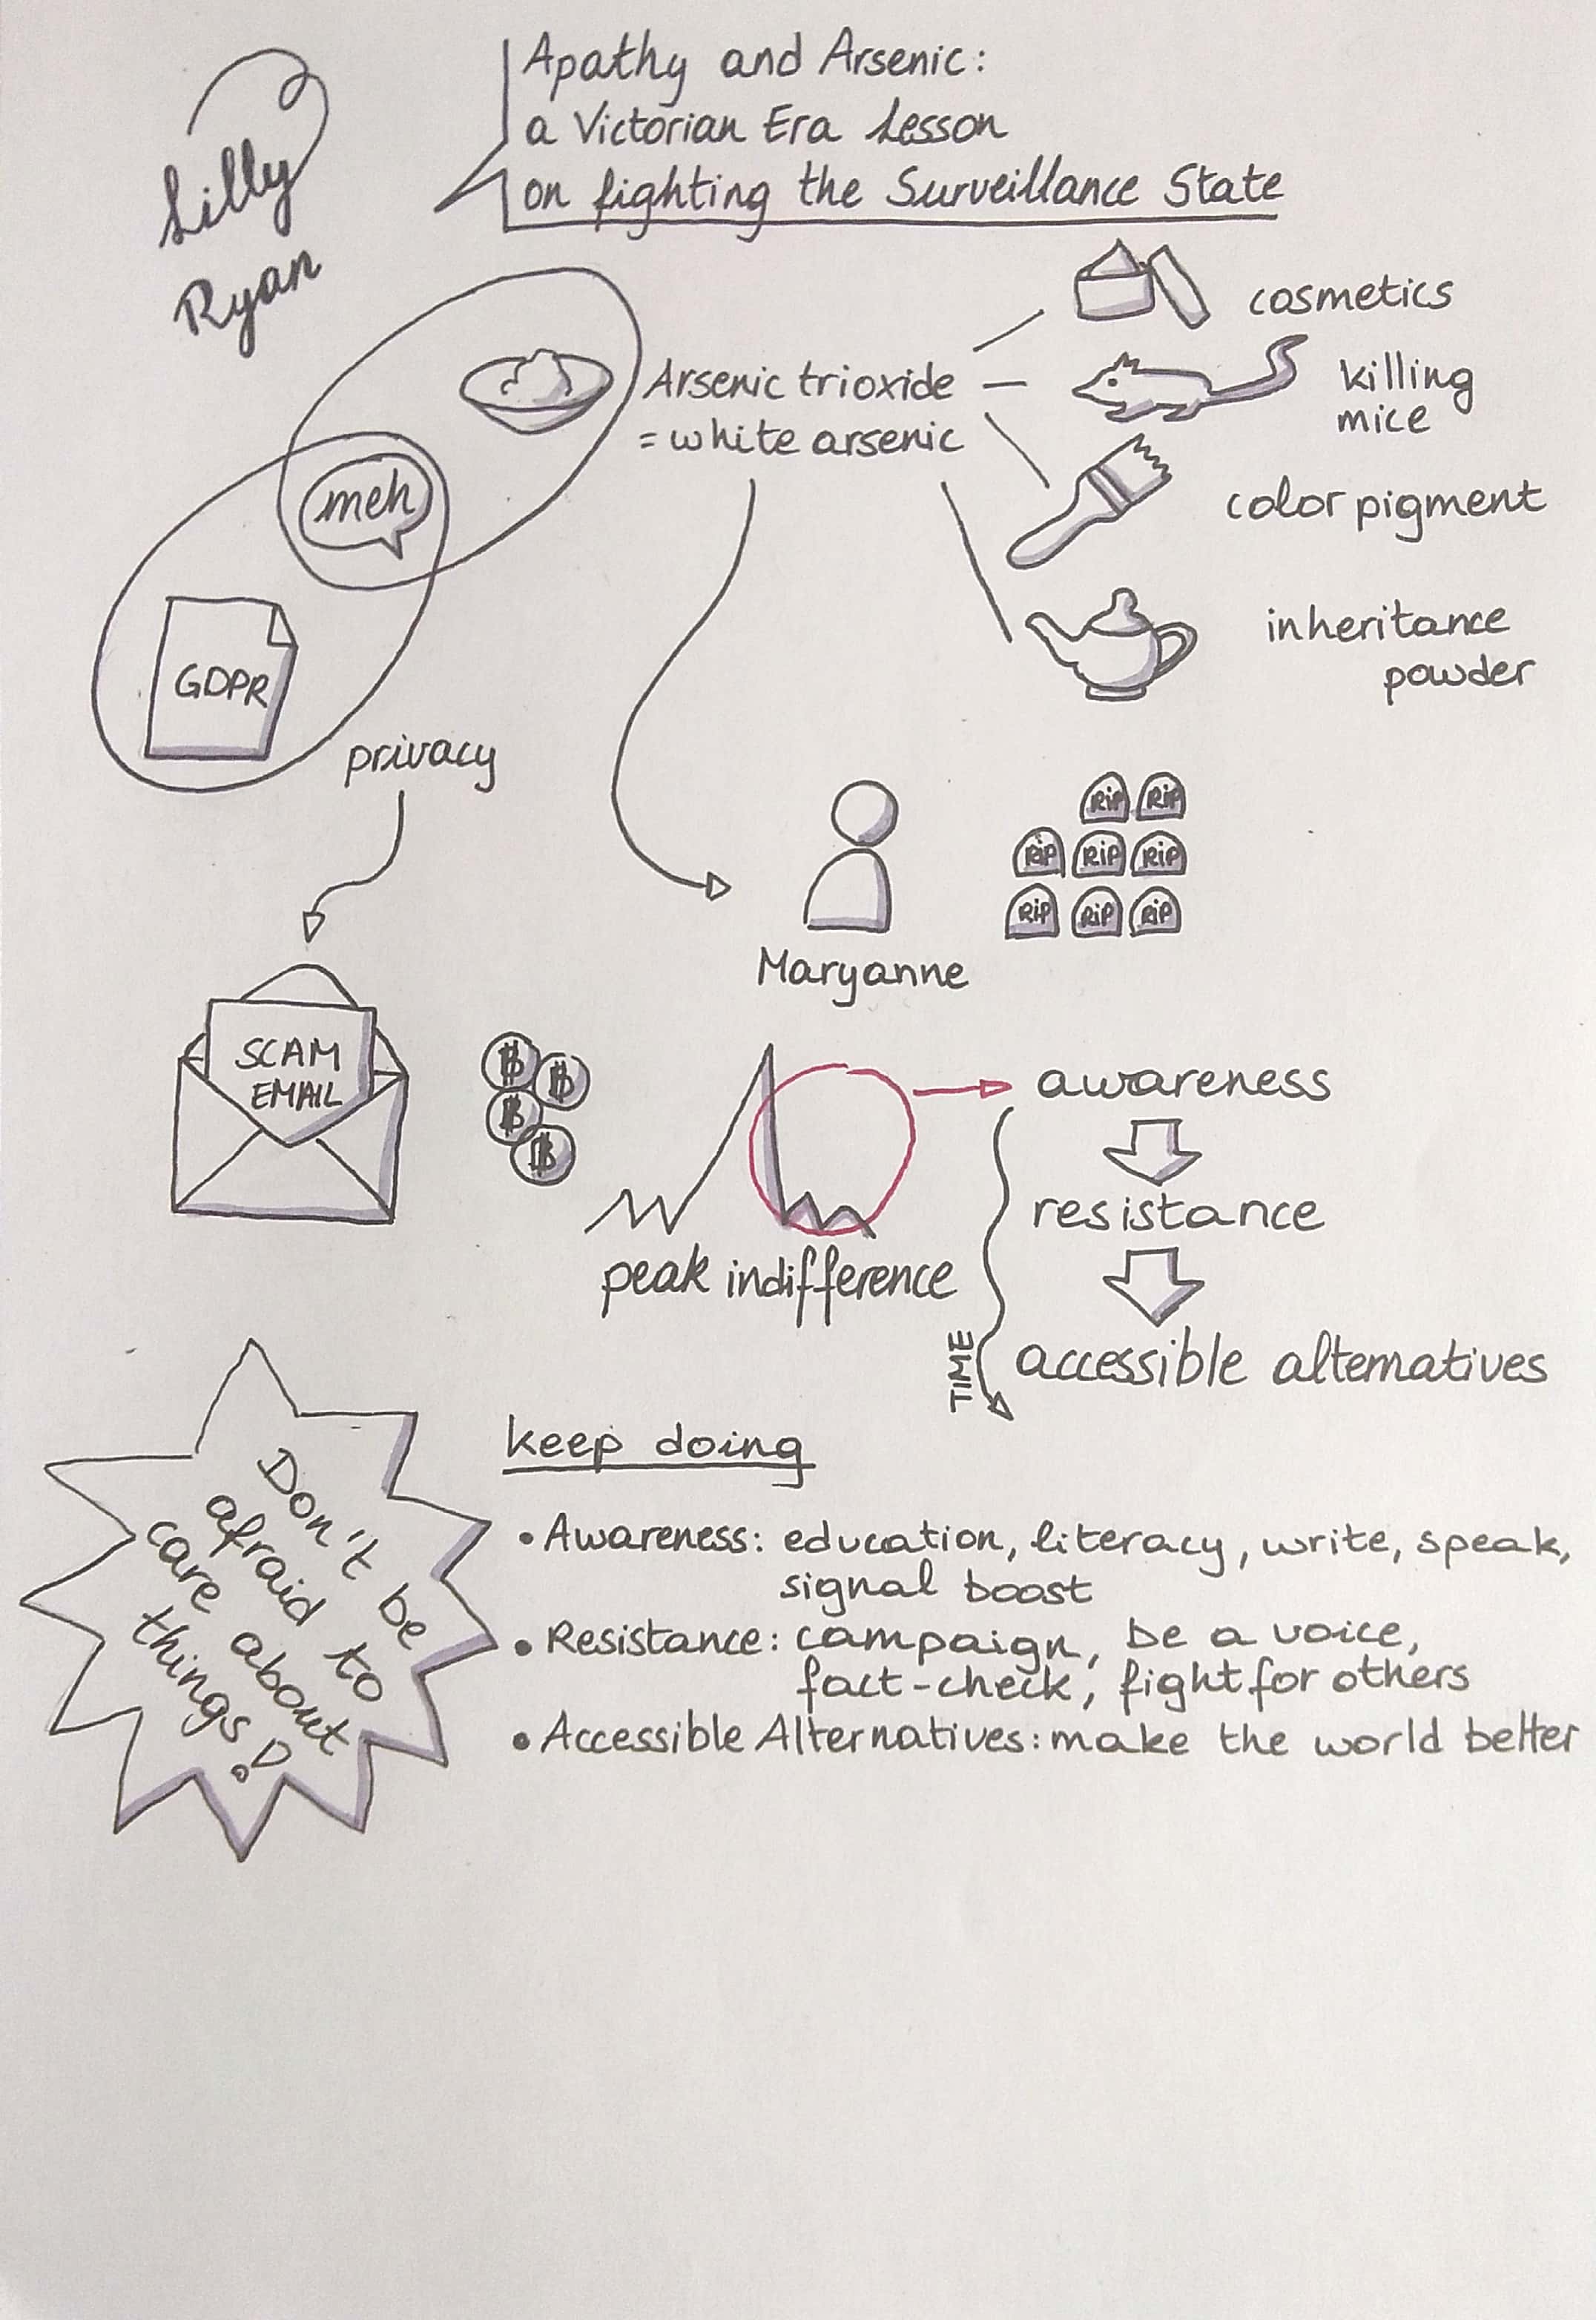 Lilly
Ryan
Apathy and Arsenic:
a Victorian Era Lesson
on fighting the Surveillance State
cosmetics
Arsenic trioxide
= white arsenic
killing
mice
meh
color pigment
GDPR
inheritance
powder
privacy
RIP RIP
RIP RIP RIP
RIP RIP RIP
Maryanne
SCAM
EMAIL
₿
₿
₿
₿
peak indifference
awareness
resistance
accessible alternatives
TIME
Don't be
afraid to
care about
things!
keep doing
• Awareness: education, literacy, write, speak,
signal boost
• Resistance: campaign, be a voice,
fact-check, fight for others
• Accessible Alternatives: make the world better